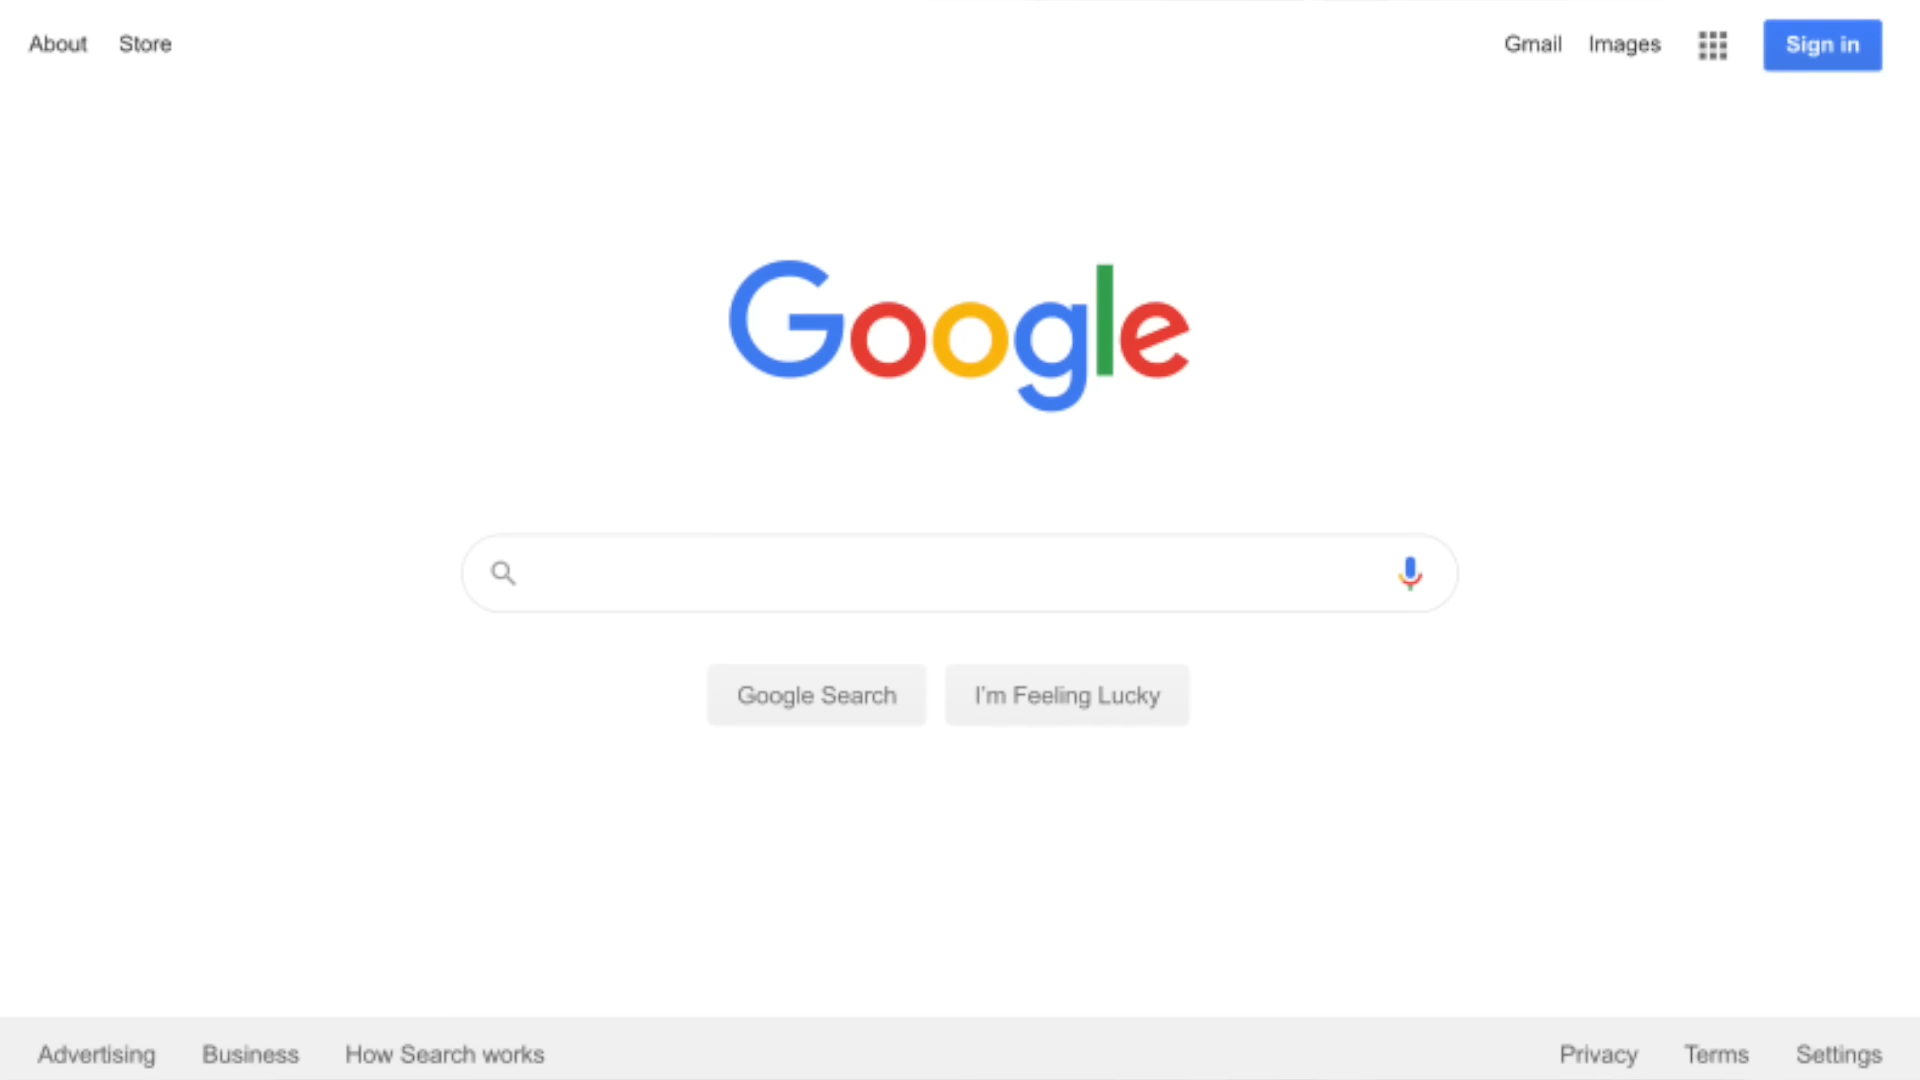 About Store Gmail Images Sign in
Google
Google Search I'm Feeling Lucky
Advertising Business How Search works Privacy Terms Settings